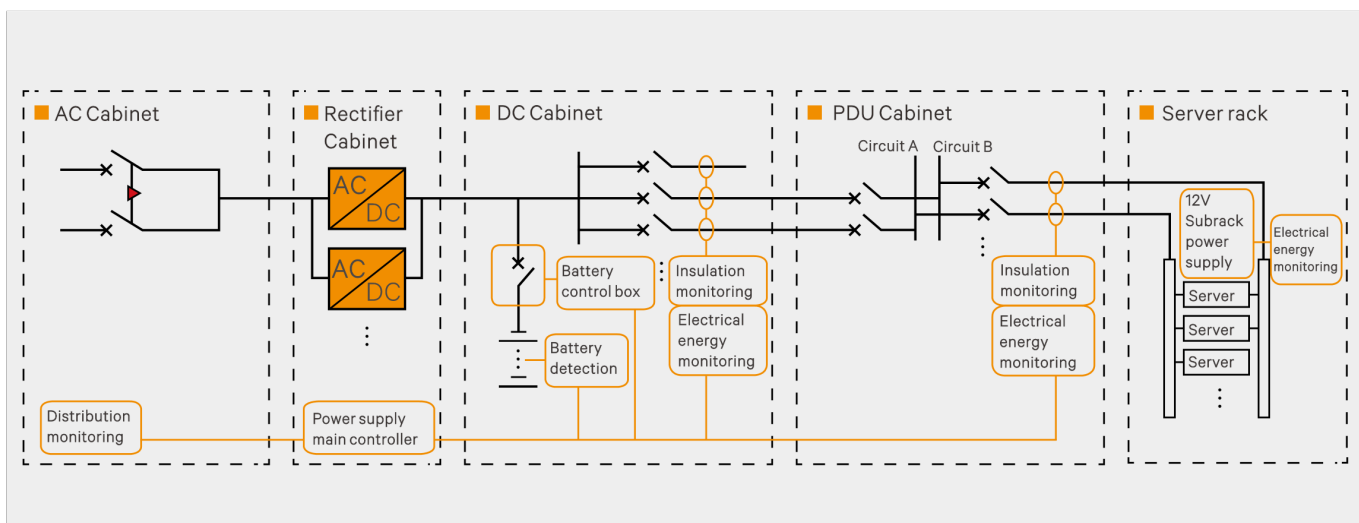 AC Cabinet
Rectifier
Cabinet
DC Cabinet
PDU Cabinet
Server rack
Circuit A
Circuit B
AC
DC
AC
DC
12V
Subrack
power
supply
Electrical
energy
monitoring
Battery
control box
Insulation
monitoring
Insulation
monitoring
Server
Server
Server
Electrical
energy
monitoring
Electrical
energy
monitoring
Battery
detection
Distribution
monitoring
Power supply
main controller